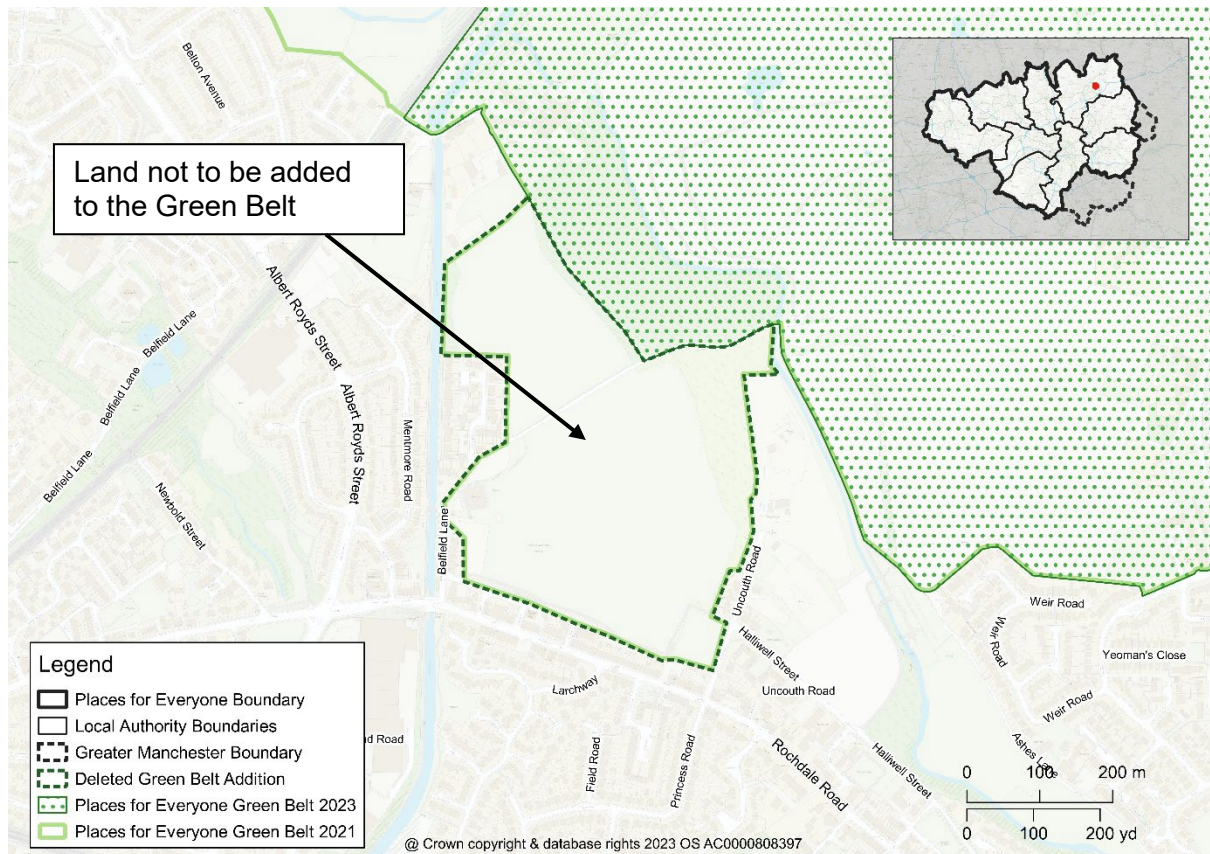 Belton Avenue
Land not to be added
to the Green Belt
Albert Royds Street
Belfield Lane
Belfield Lane
Albert Royds Street
Mentmore Road
Belfield Lane
Newbold Street
Belfield Lane
Uncouth Road
Weir Road
Weir Road
Yeoman's Close
Halliwell Street
Larchway
Uncouth Road
Weir Road
Field Road
Princess Road
Rochdale Road
Halliwell Street
Ashes Lane
Road
Legend
Places for Everyone Boundary
Local Authority Boundaries
Greater Manchester Boundary
Deleted Green Belt Addition
Places for Everyone Green Belt 2023
Places for Everyone Green Belt 2021
0 100 200 m
0 100 200 yd
@ Crown copyright & database rights 2023 OS AC0000808397